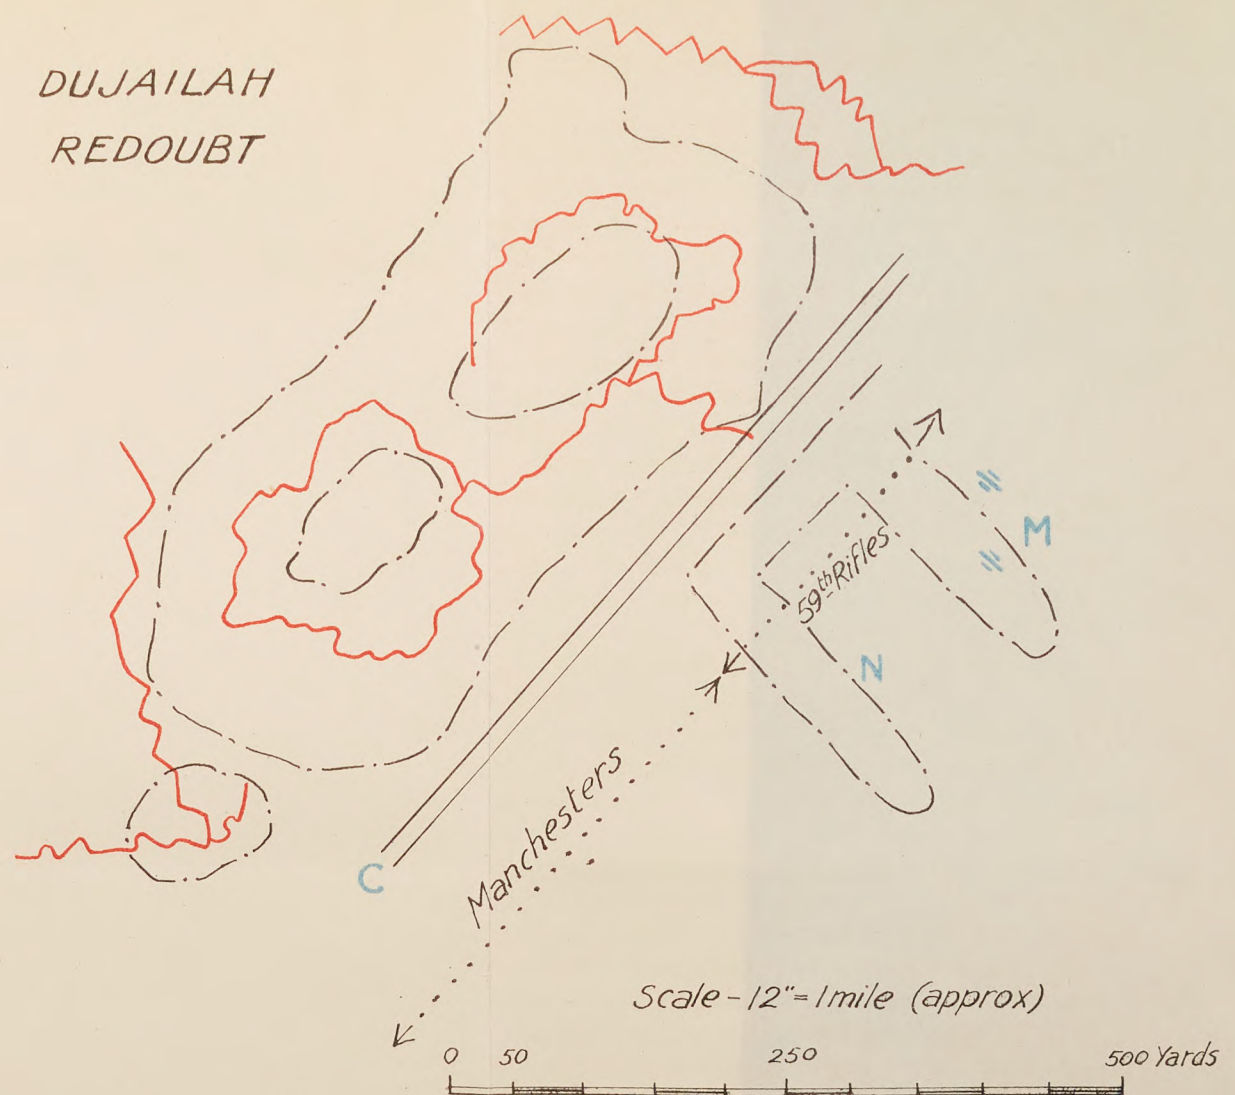 DUJAILAH
REDOUBT
M
59th Rifles
N
Manchesters
C
Scale - 12" = 1 mile (approx)
0 50 250 500 Yards